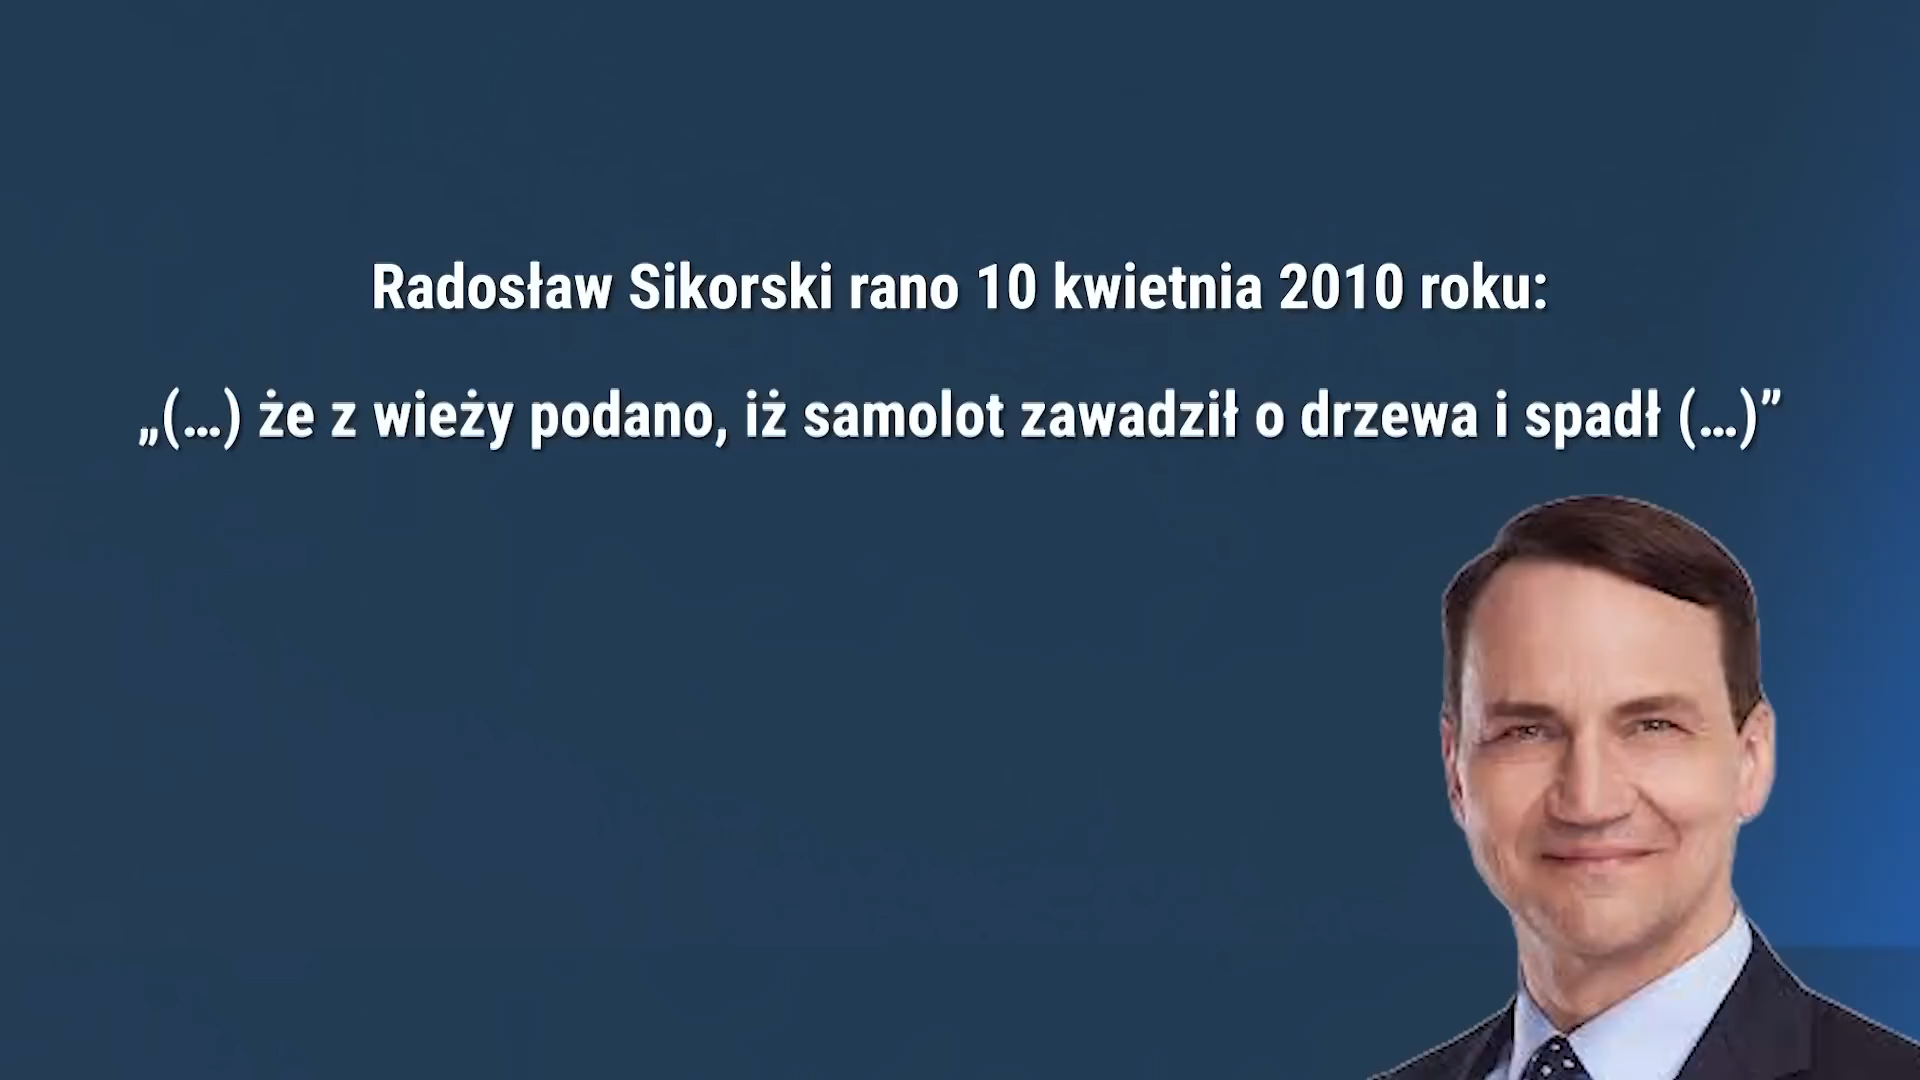 Radosław Sikorski rano 10 kwietnia 2010 roku:
„(...) że z wieży podano, iż samolot zawadził o drzewa i spadł (...)”